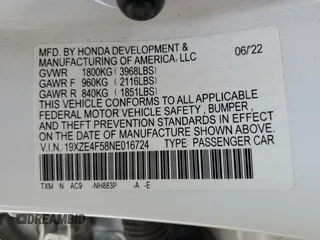 MFD. BY HONDA DEVELOPMENT & 06/'22
MANUFACTURING OF AMERICA, LLC
GVWR 1800KG (3968LBS)
GAWR F 960KG (2116LBS)
GAWR R 840KG (1851LBS)
THIS VEHICLE CONFORMS TO ALL APPLICABLE
FEDERAL MOTOR VEHICLE SAFETY , BUMPER ,
AND THEFT PREVENTION STANDARDS IN EFFECT ON
THE DATE OF MANUFACTURE SHOWN ABOVE.
V.I.N.: 19XZE4F58NE016724 TYPE: PASSENGER CAR
TXM N AC9 -NH883P -A -E
DREAMBID